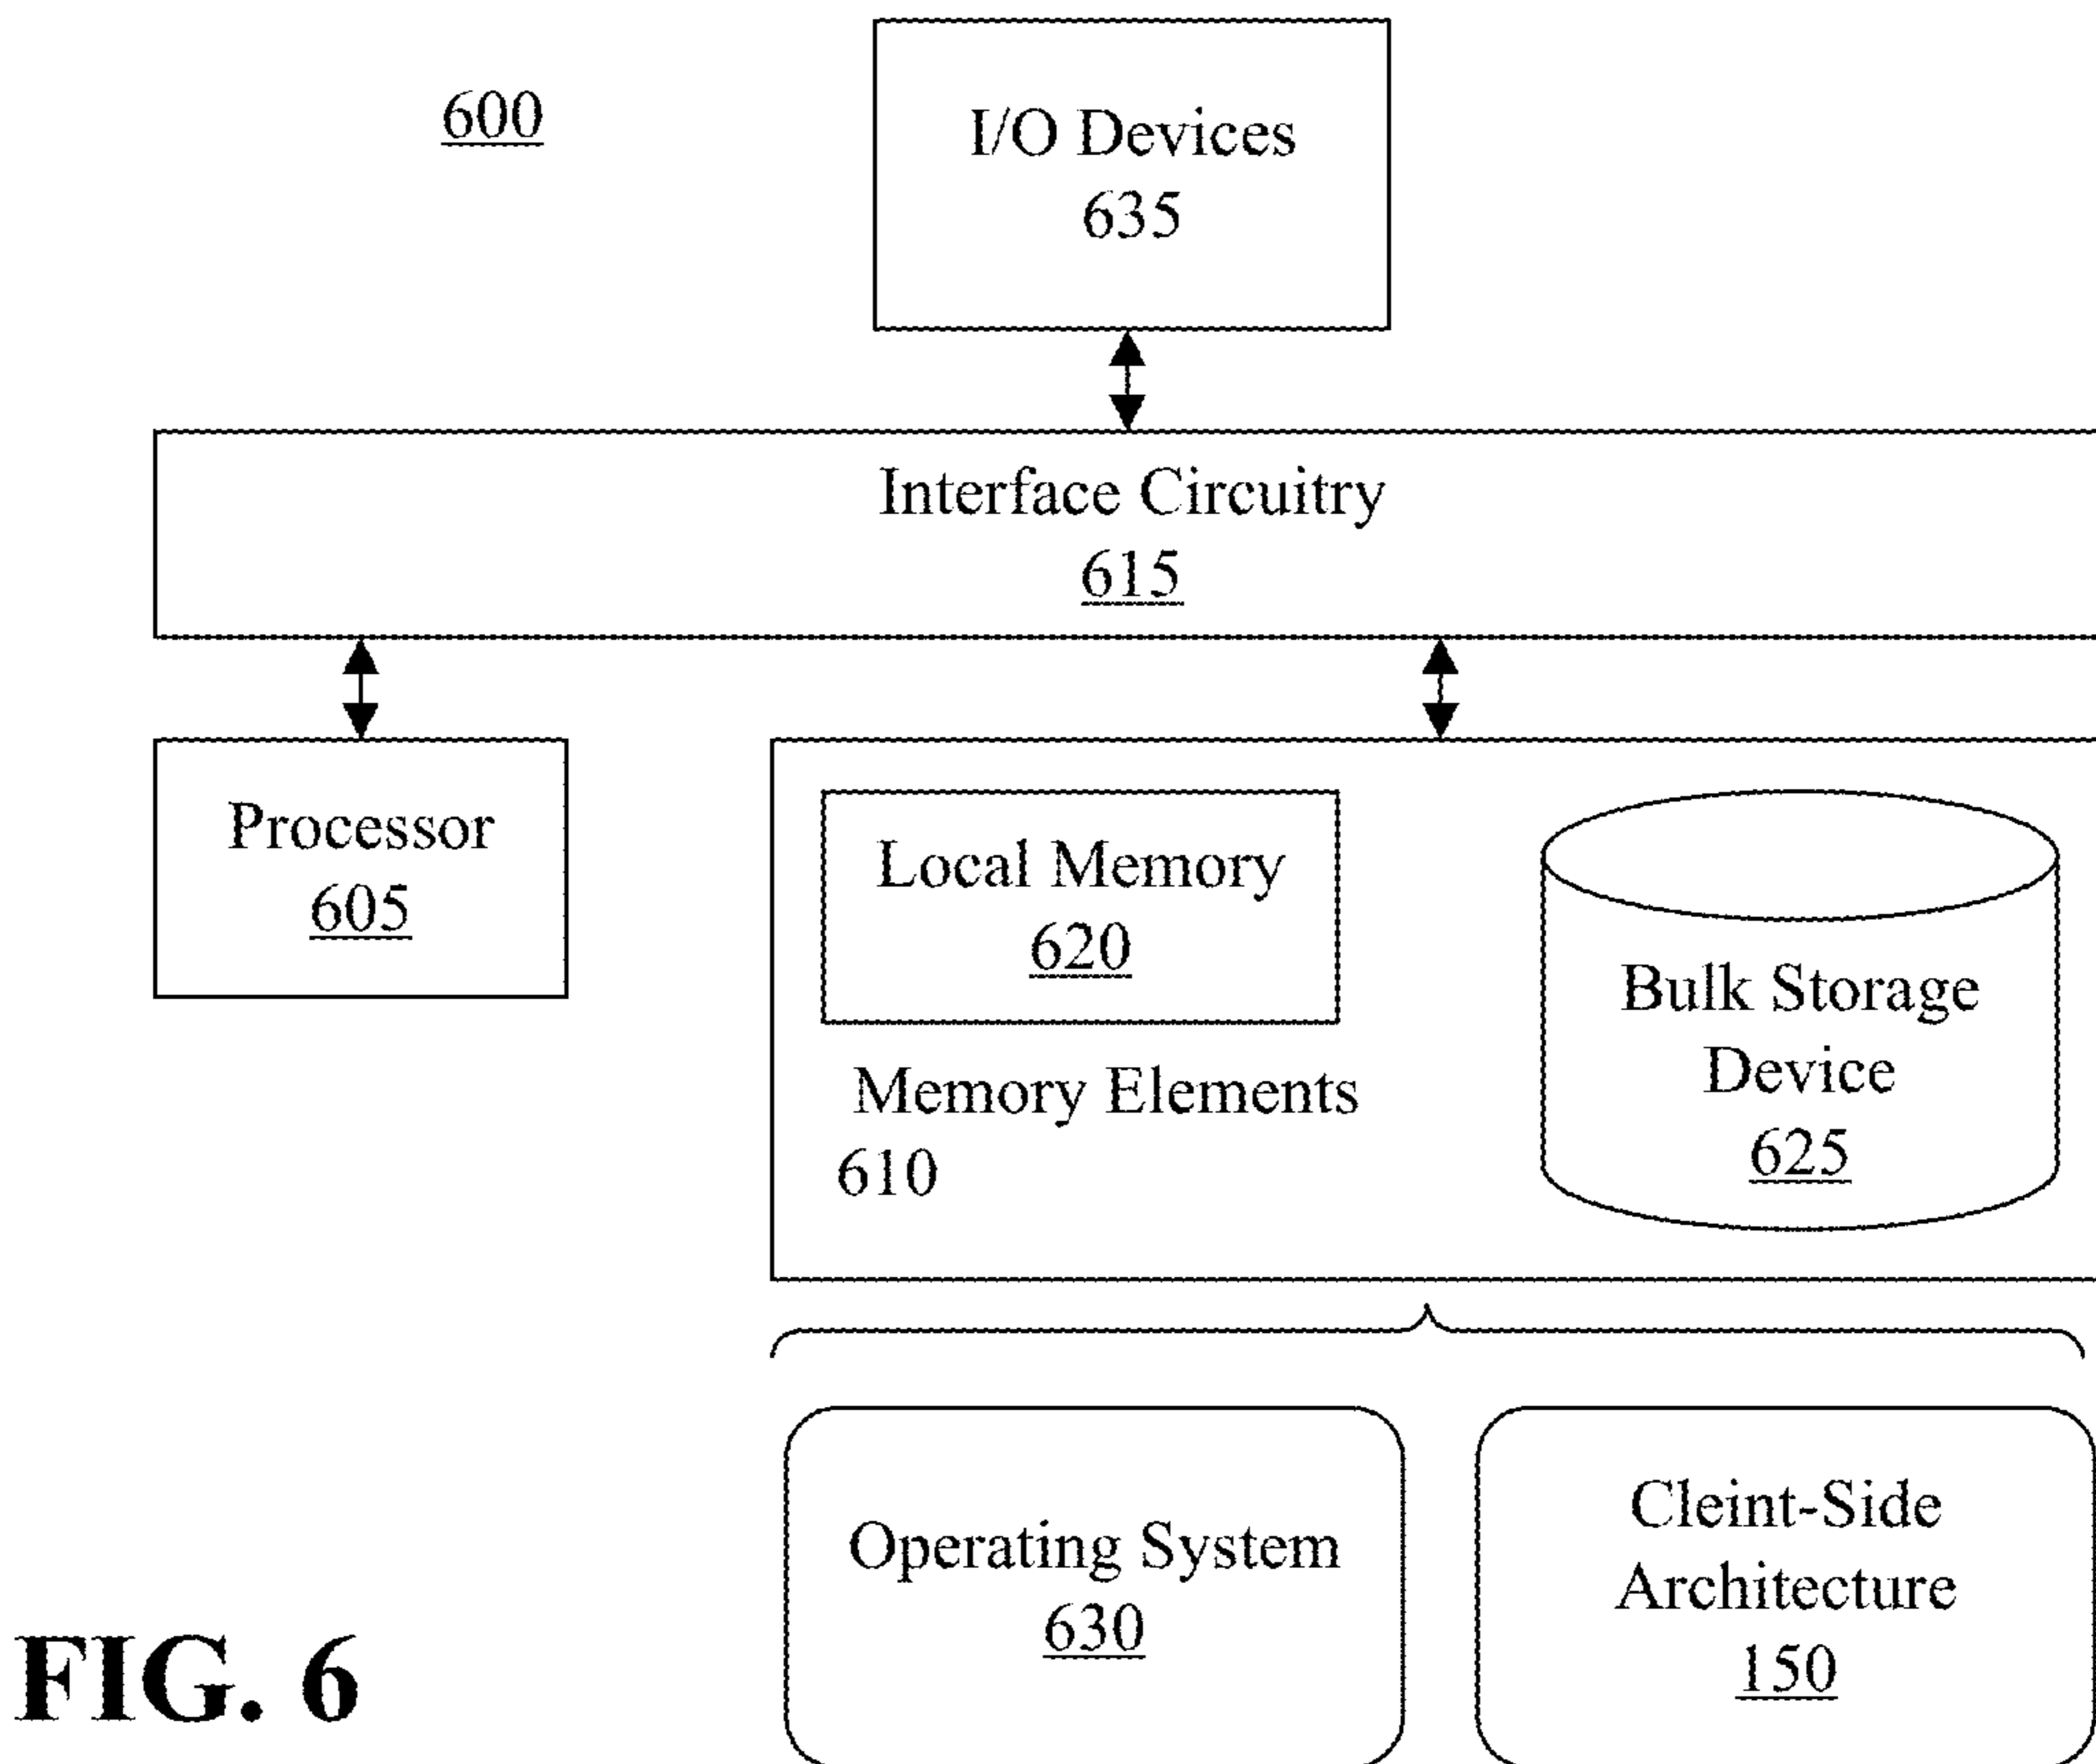 600
I/O Devices
635
Interface Circuitry
615
Processor
605
Local Memory
620
Memory Elements
610
Bulk Storage
Device
625
Operating System
630
Cleint-Side
Architecture
150
FIG. 6